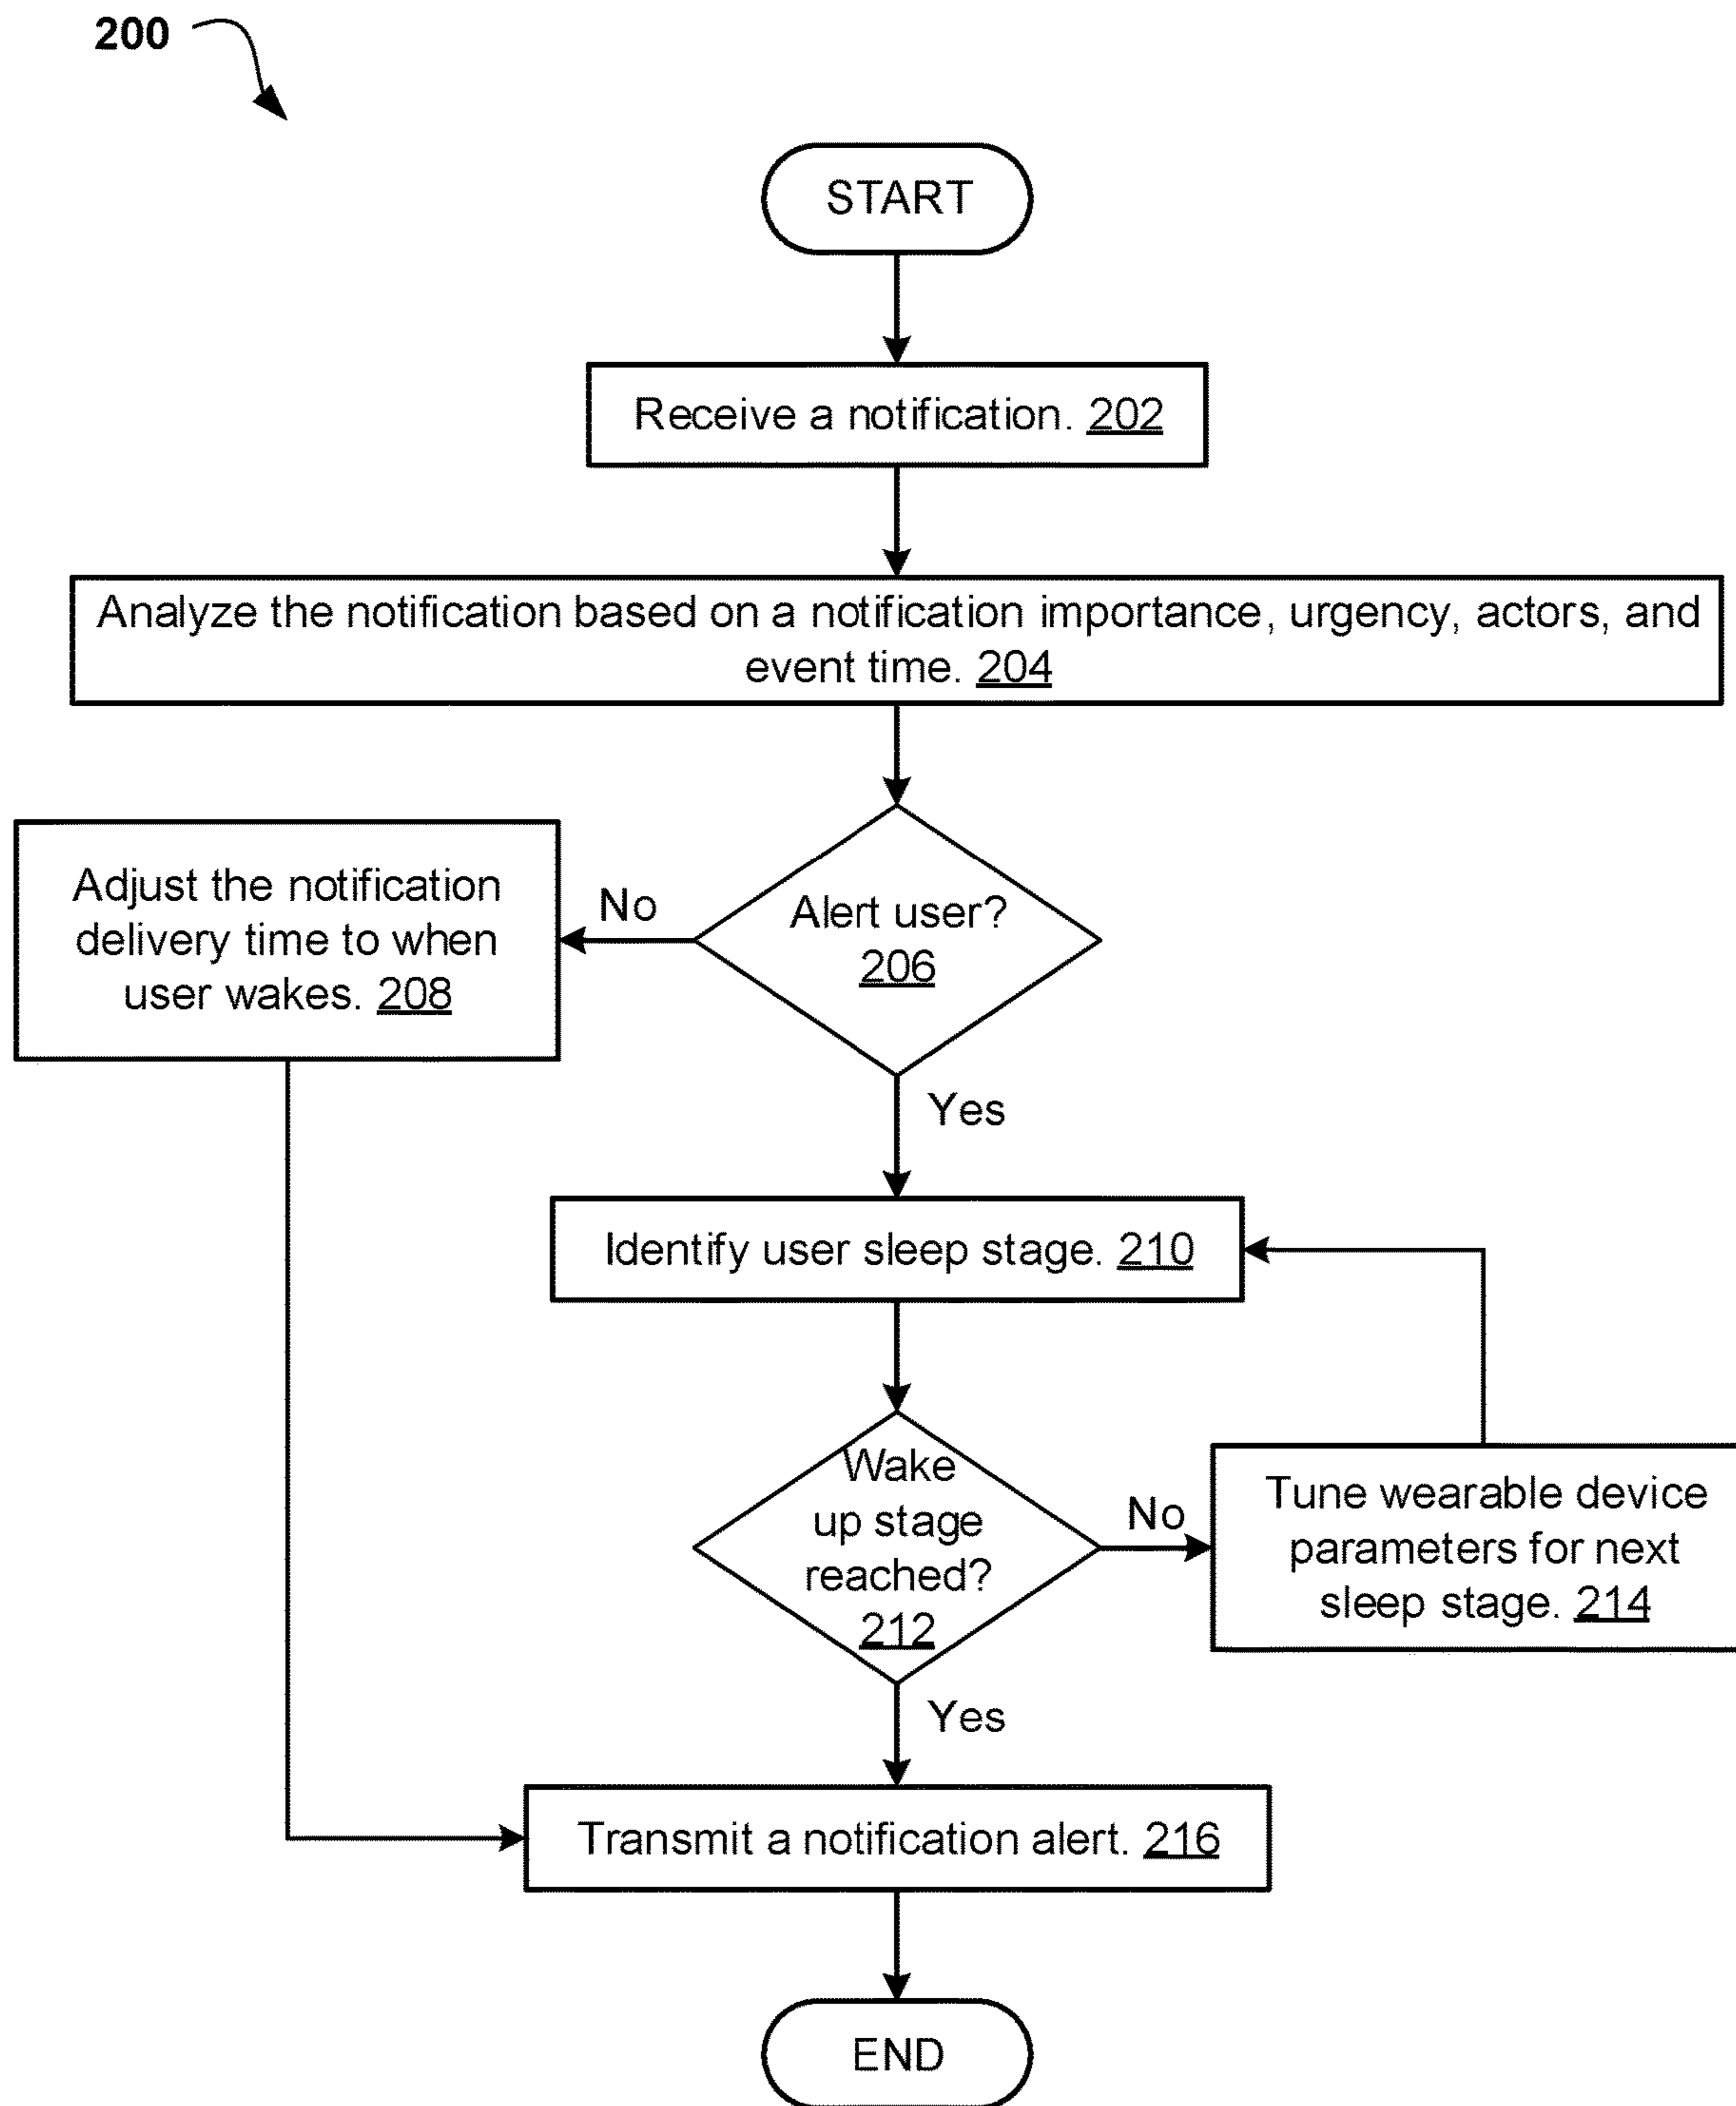 200
START
Receive a notification. 202
Analyze the notification based on a notification importance, urgency, actors, and
event time. 204
Adjust the notification
delivery time to when
user wakes. 208
No
Alert user?
206
Yes
Identify user sleep stage. 210
Wake
up stage
reached?
212
No
Tune wearable device
parameters for next
sleep stage. 214
Yes
Transmit a notification alert. 216
END